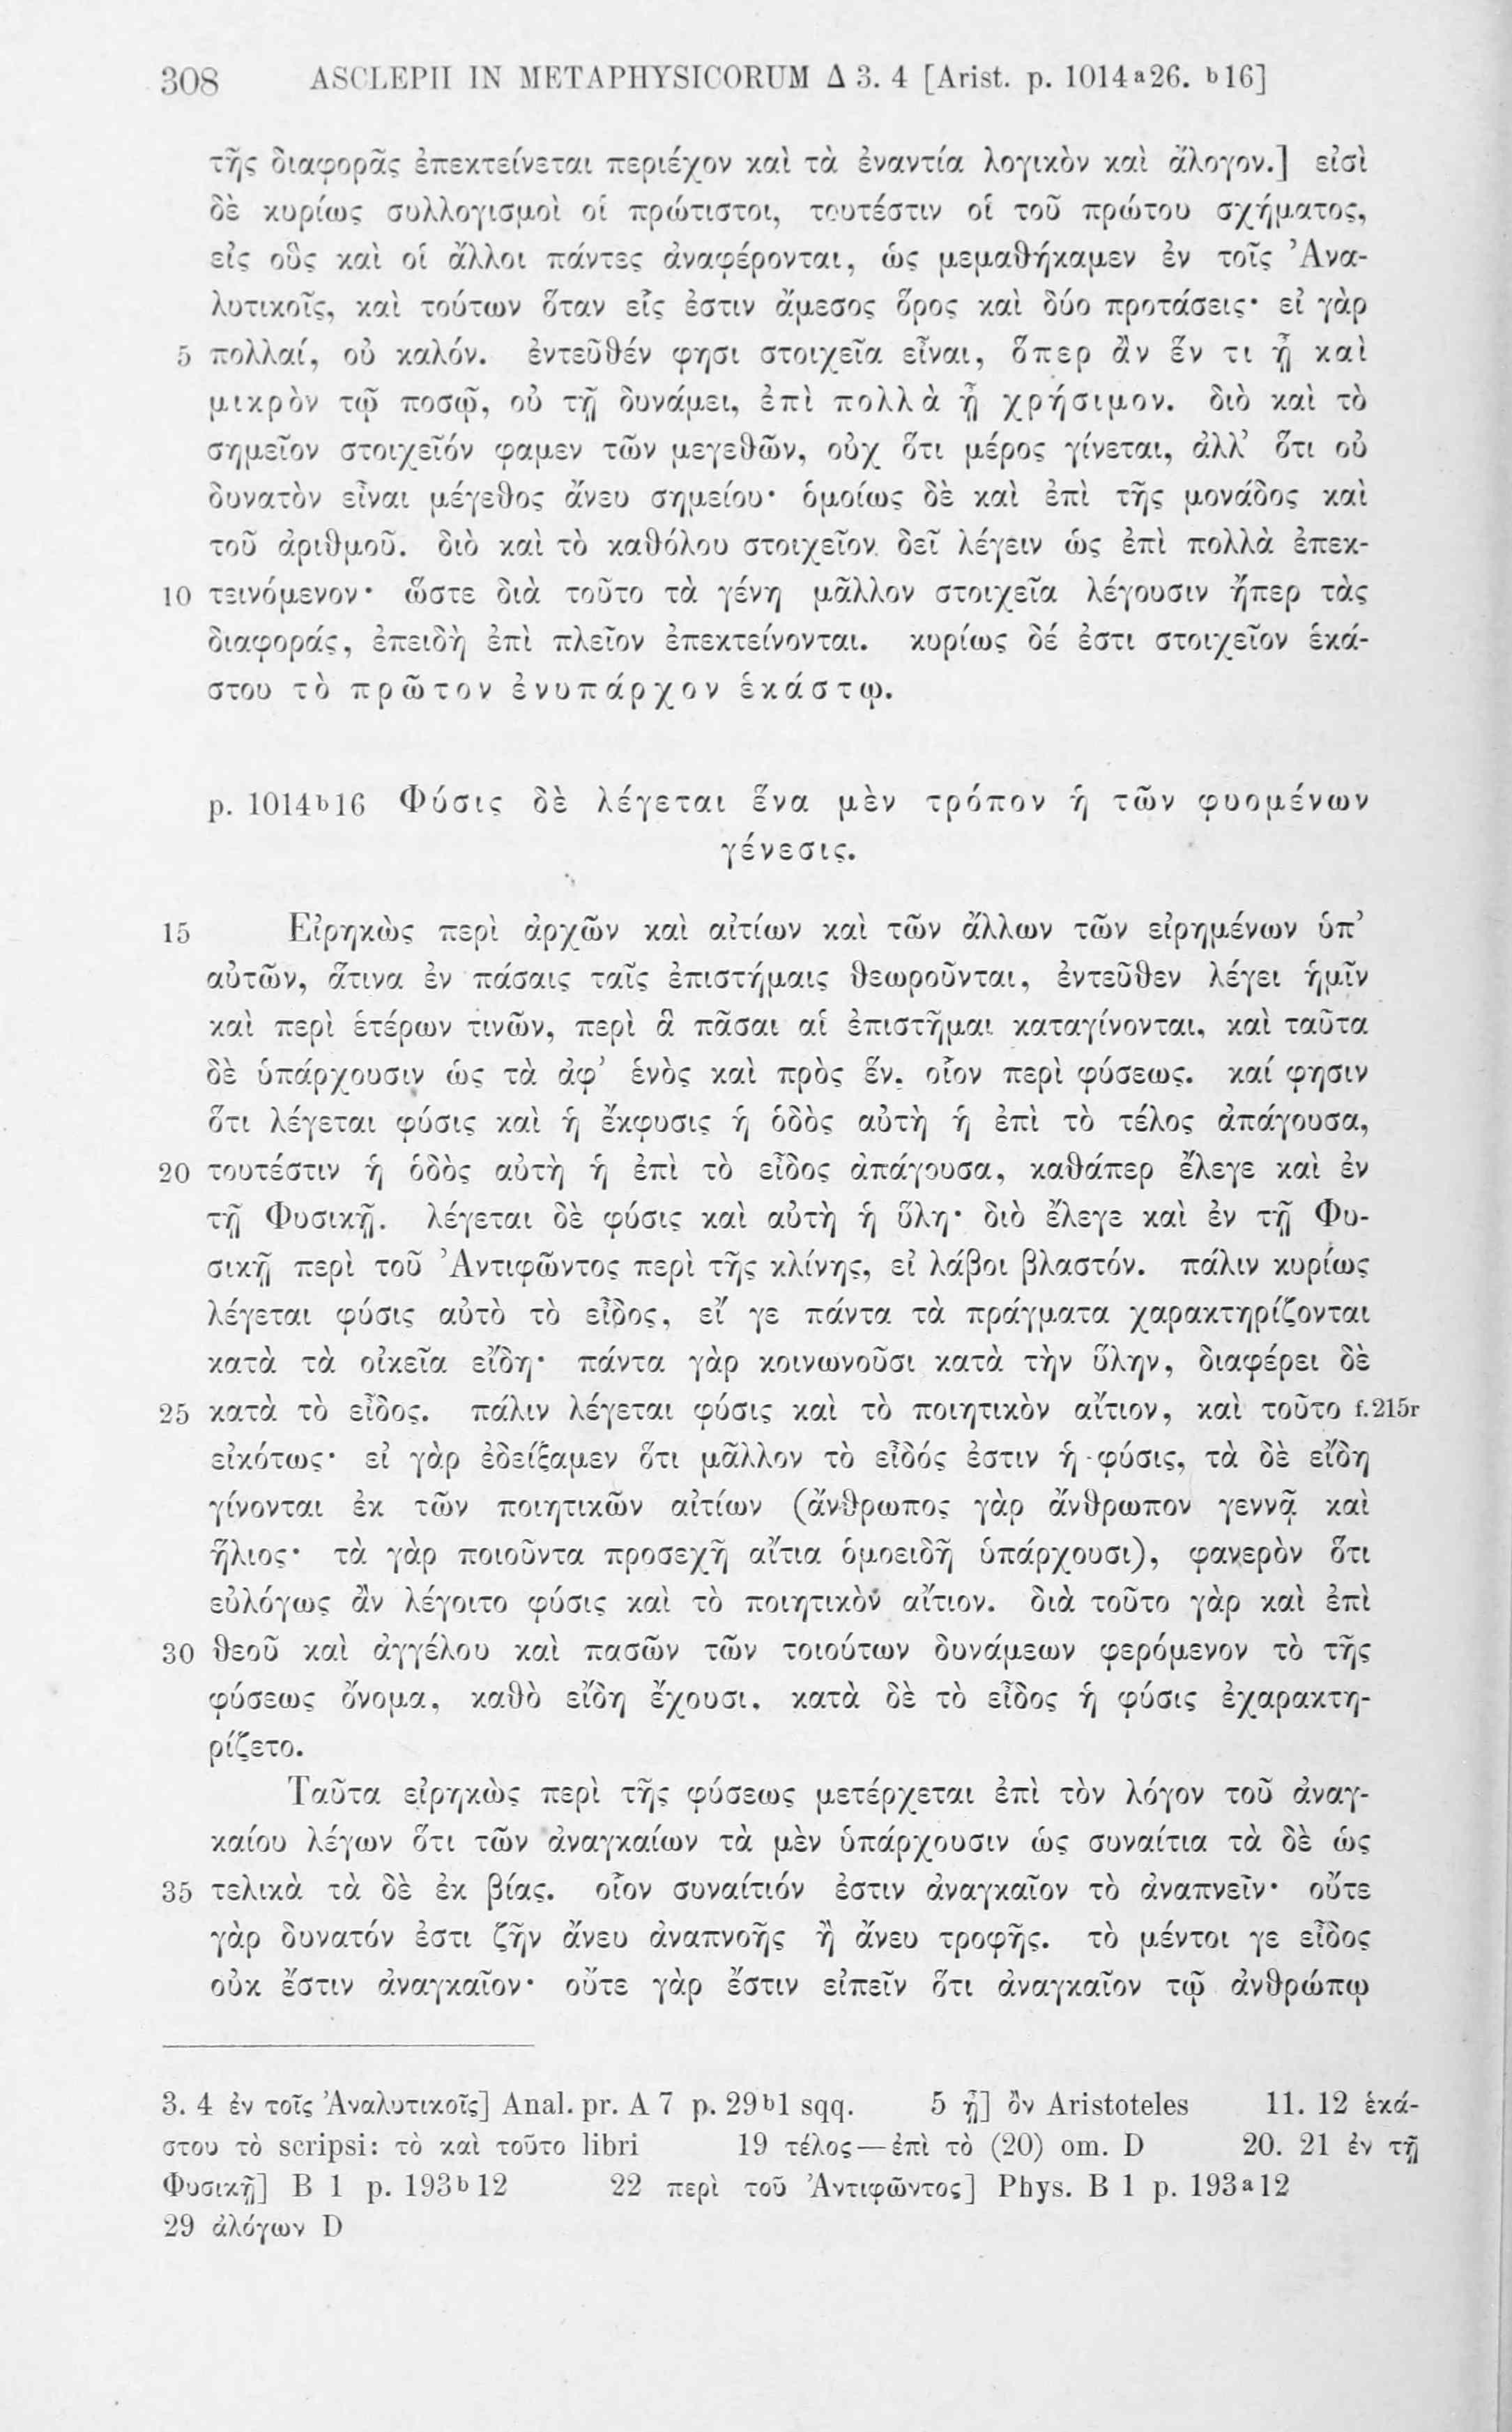 308 ASCLEPII IN METAPHYSICORUM Δ 3. 4 [Arist. p. 1014 a 26. b 16]
τῆς διαφορᾶς ἐπεκτείνεται περιέχον καὶ τὰ ἐναντία λογικὸν καὶ ἄλογον.] εἰσὶ
δὲ κυρίως συλλογισμοὶ οἱ πρώτιστοι, τουτέστιν οἱ τοῦ πρώτου σχήματος,
εἰς οὓς καὶ οἱ ἄλλοι πάντες ἀναφέρονται, ὡς μεμαθήκαμεν ἐν τοῖς Ἀνα-
λυτικοῖς, καὶ τούτων ὅταν εἷς ἐστιν ἄμεσος ὅρος καὶ δύο προτάσεις· εἰ γὰρ
5 πολλαί, οὐ καλόν. ἐντεῦθέν φησι στοιχεῖα εἶναι, ὅπερ ἂν ἕν τι ᾖ καὶ
μικρὸν τῷ ποσῷ, οὐ τῇ δυνάμει, ἐπὶ πολλὰ ᾖ χρήσιμον. διὸ καὶ τὸ
σημεῖον στοιχεῖόν φαμεν τῶν μεγεθῶν, οὐχ ὅτι μέρος γίνεται, ἀλλ’ ὅτι οὐ
δυνατὸν εἶναι μέγεθος ἄνευ σημείου· ὁμοίως δὲ καὶ ἐπὶ τῆς μονάδος καὶ
τοῦ ἀριθμοῦ. διὸ καὶ τὸ καθόλου στοιχεῖον δεῖ λέγειν ὡς ἐπὶ πολλὰ ἐπεκ-
10 τεινόμενον· ὥστε διὰ τοῦτο τὰ γένη μᾶλλον στοιχεῖα λέγουσιν ἤπερ τὰς
διαφοράς, ἐπειδὴ ἐπὶ πλεῖον ἐπεκτείνονται. κυρίως δέ ἐστι στοιχεῖον ἑκά-
στου τὸ πρῶτον ἐνυπάρχον ἑκάστῳ.
p. 1014 b 16 Φύσις δὲ λέγεται ἕνα μὲν τρόπον ἡ τῶν φυομένων
γένεσις.
15 Εἰρηκὼς περὶ ἀρχῶν καὶ αἰτίων καὶ τῶν ἄλλων τῶν εἰρημένων ὑπ’
αὐτῶν, ἅτινα ἐν πάσαις ταῖς ἐπιστήμαις θεωροῦνται, ἐντεῦθεν λέγει ἡμῖν
καὶ περὶ ἑτέρων τινῶν, περὶ ἃ πᾶσαι αἱ ἐπιστῆμαι καταγίνονται, καὶ ταῦτα
δὲ ὑπάρχουσιν ὡς τὰ ἀφ’ ἑνὸς καὶ πρὸς ἕν, οἷον περὶ φύσεως. καί φησιν
ὅτι λέγεται φύσις καὶ ἡ ἔκφυσις ἡ ὁδὸς αὐτὴ ἡ ἐπὶ τὸ τέλος ἀπάγουσα,
20 τουτέστιν ἡ ὁδὸς αὐτὴ ἡ ἐπὶ τὸ εἶδος ἀπάγουσα, καθάπερ ἔλεγε καὶ ἐν
τῇ Φυσικῇ. λέγεται δὲ φύσις καὶ αὐτὴ ἡ ὕλη· διὸ ἔλεγε καὶ ἐν τῇ Φυ-
σικῇ περὶ τοῦ Ἀντιφῶντος περὶ τῆς κλίνης, εἰ λάβοι βλαστόν. πάλιν κυρίως
λέγεται φύσις αὐτὸ τὸ εἶδος, εἴ γε πάντα τὰ πράγματα χαρακτηρίζονται
κατὰ τὰ οἰκεῖα εἴδη· πάντα γὰρ κοινωνοῦσι κατὰ τὴν ὕλην, διαφέρει δὲ
25 κατὰ τὸ εἶδος. πάλιν λέγεται φύσις καὶ τὸ ποιητικὸν αἴτιον, καὶ τοῦτο f. 215r
εἰκότως· εἰ γὰρ ἐδείξαμεν ὅτι μᾶλλον τὸ εἶδός ἐστιν ἡ φύσις, τὰ δὲ εἴδη
γίνονται ἐκ τῶν ποιητικῶν αἰτίων (ἄνθρωπος γὰρ ἄνθρωπον γεννᾷ καὶ
ἥλιος· τὰ γὰρ ποιοῦντα προσεχῆ αἴτια ὁμοειδῆ ὑπάρχουσι), φανερὸν ὅτι
εὐλόγως ἂν λέγοιτο φύσις καὶ τὸ ποιητικὸν αἴτιον. διὰ τοῦτο γὰρ καὶ ἐπὶ
30 θεοῦ καὶ ἀγγέλου καὶ πασῶν τῶν τοιούτων δυνάμεων φερόμενον τὸ τῆς
φύσεως ὄνομα, καθὸ εἴδη ἔχουσι, κατὰ δὲ τὸ εἶδος ἡ φύσις ἐχαρακτη-
ρίζετο.
Ταῦτα εἰρηκὼς περὶ τῆς φύσεως μετέρχεται ἐπὶ τὸν λόγον τοῦ ἀναγ-
καίου λέγων ὅτι τῶν ἀναγκαίων τὰ μὲν ὑπάρχουσιν ὡς συναίτια τὰ δὲ ὡς
35 τελικὰ τὰ δὲ ἐκ βίας. οἷον συναίτιόν ἐστιν ἀναγκαῖον τὸ ἀναπνεῖν· οὔτε
γὰρ δυνατόν ἐστι ζῆν ἄνευ ἀναπνοῆς ἢ ἄνευ τροφῆς. τὸ μέντοι γε εἶδος
οὐκ ἔστιν ἀναγκαῖον· οὔτε γὰρ ἔστιν εἰπεῖν ὅτι ἀναγκαῖον τῷ ἀνθρώπῳ
3. 4 ἐν τοῖς Ἀναλυτικοῖς] Anal. pr. A 7 p. 29 b 1 sqq. 5 ᾖ] ὂν Aristoteles 11. 12 ἑκά-
στου τὸ scripsi: τὸ καὶ τοῦτο libri 19 τέλος—ἐπὶ τὸ (20) om. D 20. 21 ἐν τῇ
Φυσικῇ] B 1 p. 193 b 12 22 περὶ τοῦ Ἀντιφῶντος] Phys. B 1 p. 193 a 12
29 ἀλόγων D